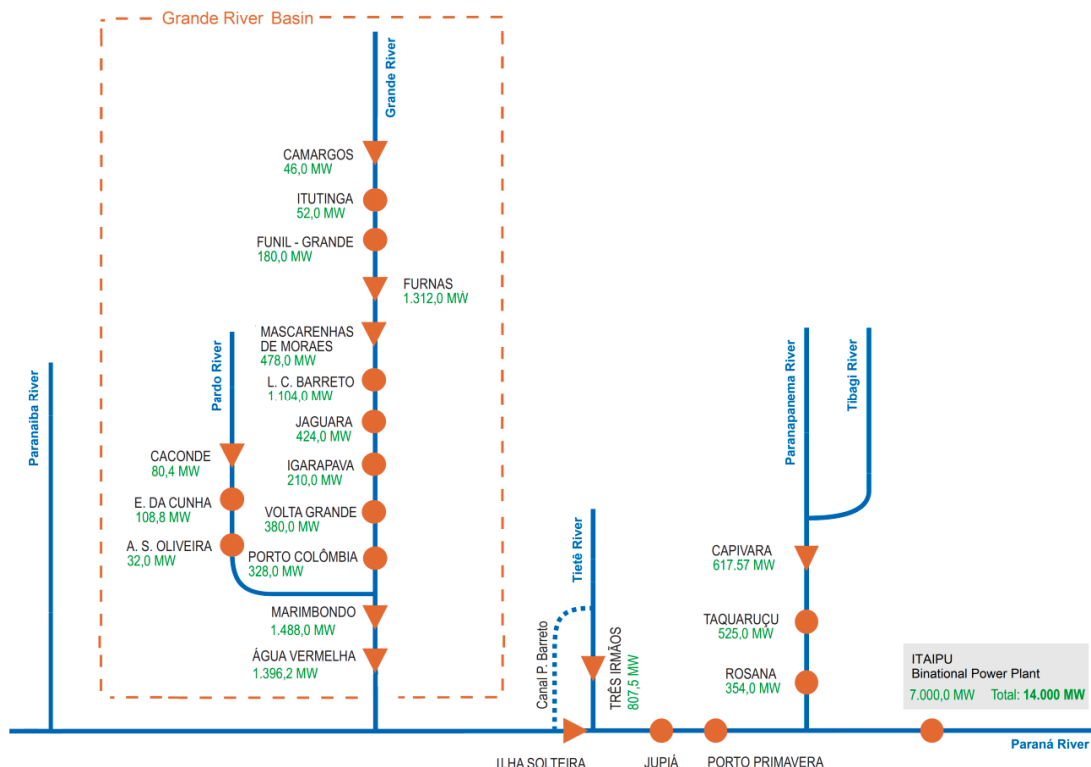 Grande River Basin
Grande River
CAMARGOS
46,0 MW
ITUTINGA
52,0 MW
FUNIL - GRANDE
180,0 MW
FURNAS
1.312,0 MW
MASCARENHAS
DE MORAES
478,0 MW
L. C. BARRETO
1.104,0 MW
JAGUARA
424,0 MW
IGARAPAVA
210,0 MW
VOLTA GRANDE
380,0 MW
PORTO COLÔMBIA
328,0 MW
MARIMBONDO
1.488,0 MW
ÁGUA VERMELHA
1.396,2 MW
Pardo River
CACONDE
80,4 MW
E. DA CUNHA
108,8 MW
A. S. OLIVEIRA
32,0 MW
Paranaiba River
Canal P. Barreto
Tietê River
TRÊS IRMÃOS
807,5 MW
Paranapanema River
Tibagi River
CAPIVARA
617.57 MW
TAQUARUÇU
525,0 MW
ROSANA
354,0 MW
ITAIPU
Binational Power Plant
7.000,0 MW Total: 14.000 MW
Paraná River
ILHA SOLTEIRA
JUPIÁ
PORTO PRIMAVERA